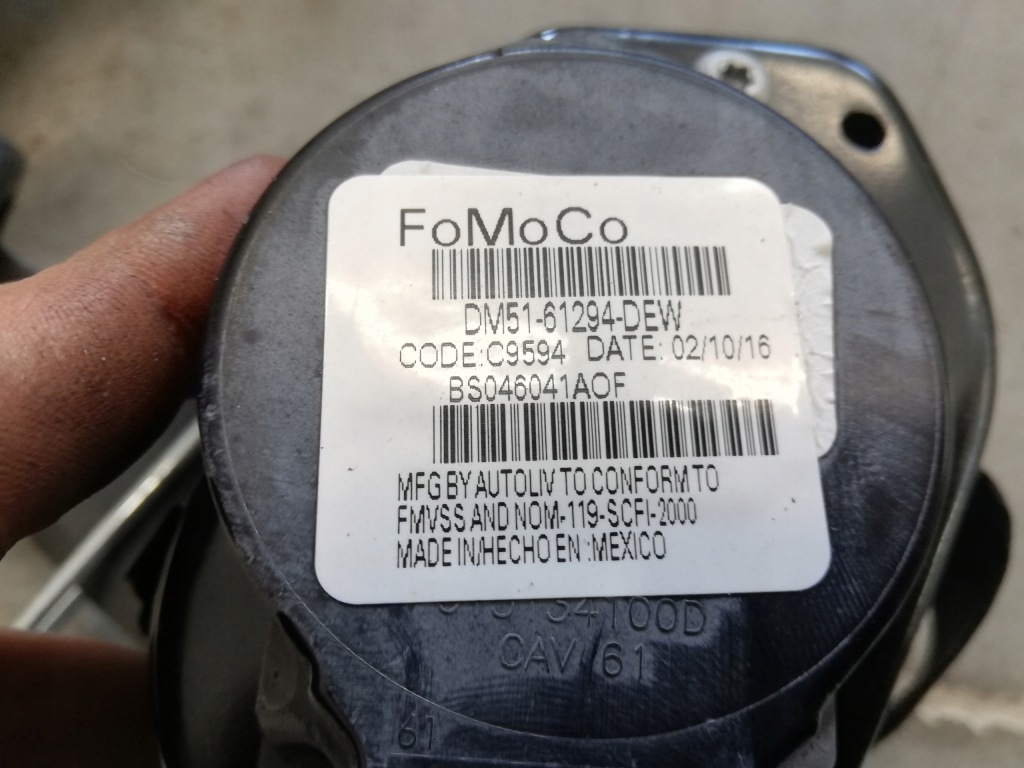 FoMoCo
DM51-61294-DEW
CODE:C9594 DATE: 02/10/16
BS046041AOF
MFG BY AUTOLIV TO CONFORM TO
FMVSS AND NOM-119-SCFI-2000
MADE IN/HECHO EN :MEXICO
34100D
CAV 61
61